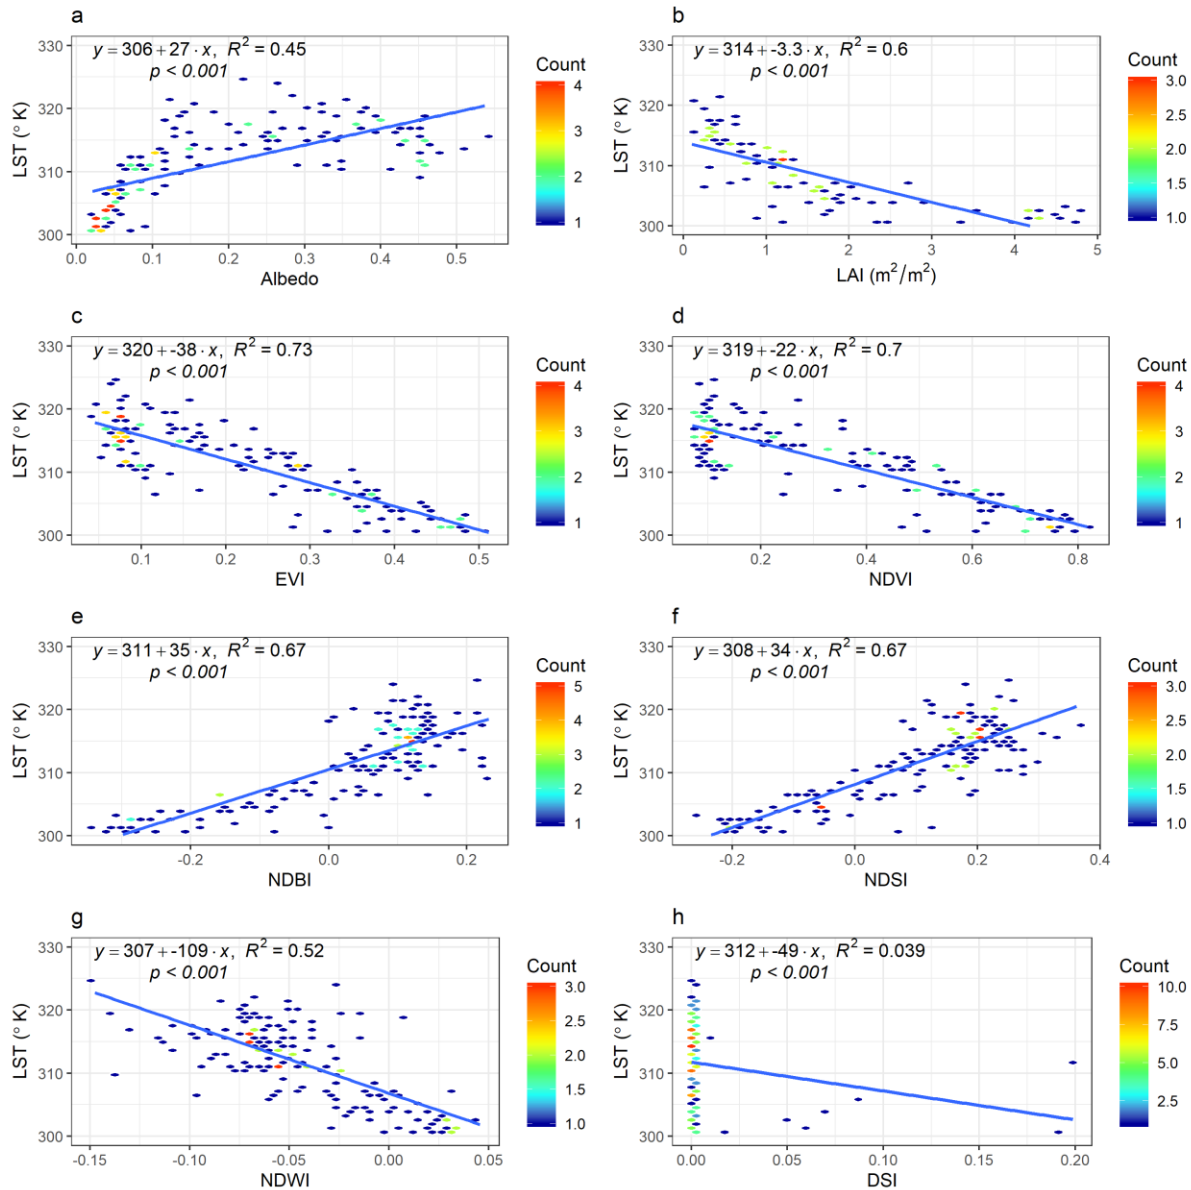 a
y = 306 + 27 · x, R² = 0.45
p < 0.001
LST (° K)
330
320
310
300
0.0 0.1 0.2 0.3 0.4 0.5
Albedo
Count
4
3
2
1
b
y = 314 + -3.3 · x, R² = 0.6
p < 0.001
LST (° K)
330
320
310
300
0 1 2 3 4 5
LAI (m²/m²)
Count
3.0
2.5
2.0
1.5
1.0
c
y = 320 + -38 · x, R² = 0.73
p < 0.001
LST (° K)
330
320
310
300
0.1 0.2 0.3 0.4 0.5
EVI
Count
4
3
2
1
d
y = 319 + -22 · x, R² = 0.7
p < 0.001
LST (° K)
330
320
310
300
0.2 0.4 0.6 0.8
NDVI
Count
4
3
2
1
e
y = 311 + 35 · x, R² = 0.67
p < 0.001
LST (° K)
330
320
310
300
-0.2 0.0 0.2
NDBI
Count
5
4
3
2
1
f
y = 308 + 34 · x, R² = 0.67
p < 0.001
LST (° K)
330
320
310
300
-0.2 0.0 0.2 0.4
NDSI
Count
3.0
2.5
2.0
1.5
1.0
g
y = 307 + -109 · x, R² = 0.52
p < 0.001
LST (° K)
330
320
310
300
-0.15 -0.10 -0.05 0.00 0.05
NDWI
Count
3.0
2.5
2.0
1.5
1.0
h
y = 312 + -49 · x, R² = 0.039
p < 0.001
LST (° K)
330
320
310
300
0.00 0.05 0.10 0.15 0.20
DSI
Count
10.0
7.5
5.0
2.5